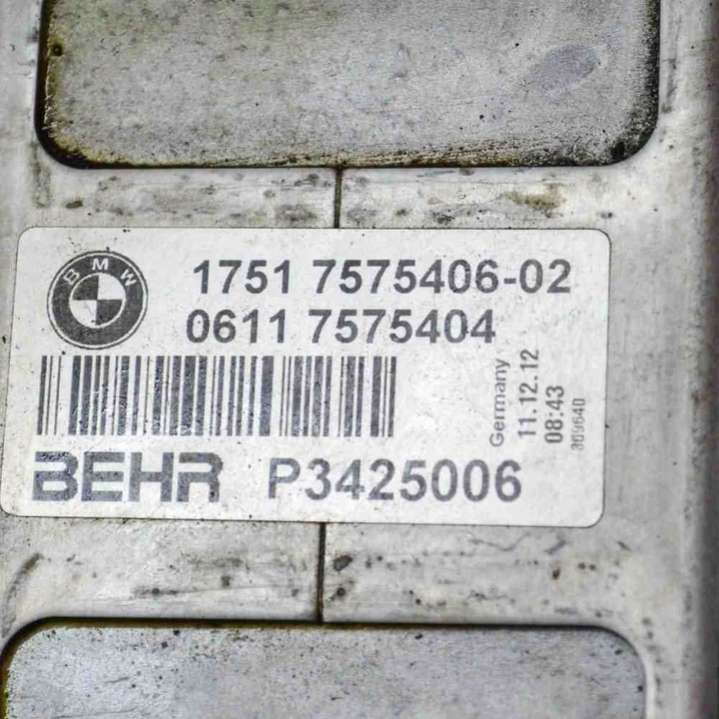 BMW
1751 7575406-02
0611 7575404
Germany
11.12.12
08:43
BEHR P3425006